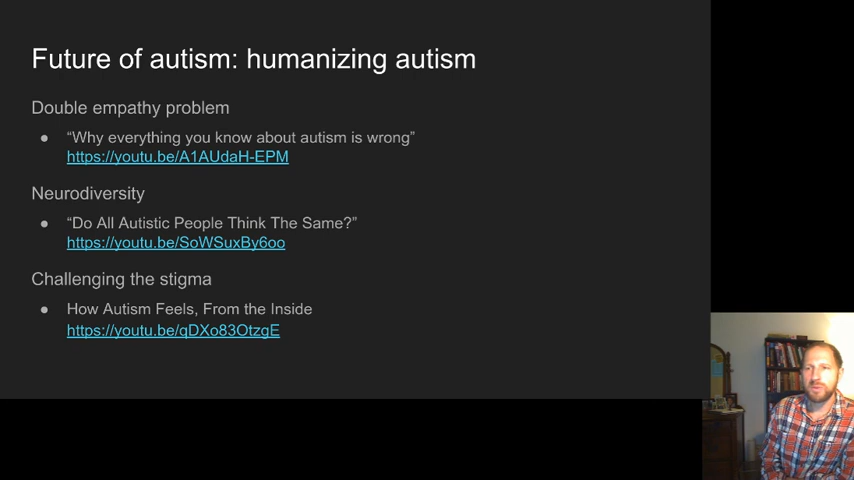 Future of autism: humanizing autism
Double empathy problem
● “Why everything you know about autism is wrong”
https://youtu.be/A1AUdaH-EPM
Neurodiversity
● “Do All Autistic People Think The Same?”
https://youtu.be/SoWSuxBy6oo
Challenging the stigma
● How Autism Feels, From the Inside
https://youtu.be/qDXo83OtzgE